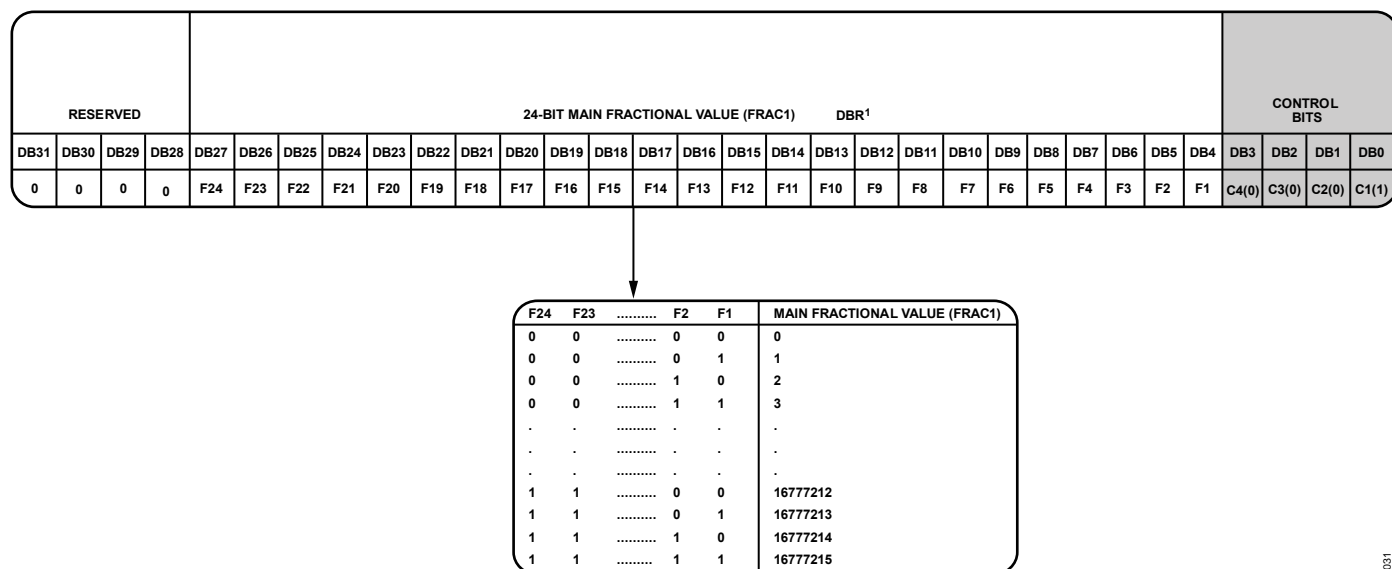 RESERVED 24-BIT MAIN FRACTIONAL VALUE (FRAC1) DBR1 CONTROL
BITS
DB31 DB30 DB29 DB28 DB27 DB26 DB25 DB24 DB23 DB22 DB21 DB20 DB19 DB18 DB17 DB16 DB15 DB14 DB13 DB12 DB11 DB10 DB9 DB8 DB7 DB6 DB5 DB4 DB3 DB2 DB1 DB0
0 0 0 0 F24 F23 F22 F21 F20 F19 F18 F17 F16 F15 F14 F13 F12 F11 F10 F9 F8 F7 F6 F5 F4 F3 F2 F1 C4(0) C3(0) C2(0) C1(1)
F24 F23 .......... F2 F1 MAIN FRACTIONAL VALUE (FRAC1)
0 0 .......... 0 0 0
0 0 .......... 0 1 1
0 0 .......... 1 0 2
0 0 .......... 1 1 3
. . .......... . . .
. . .......... . . .
. . .......... . . .
1 1 .......... 0 0 16777212
1 1 .......... 0 1 16777213
1 1 .......... 1 0 16777214
1 1 ......... 1 1 16777215
031